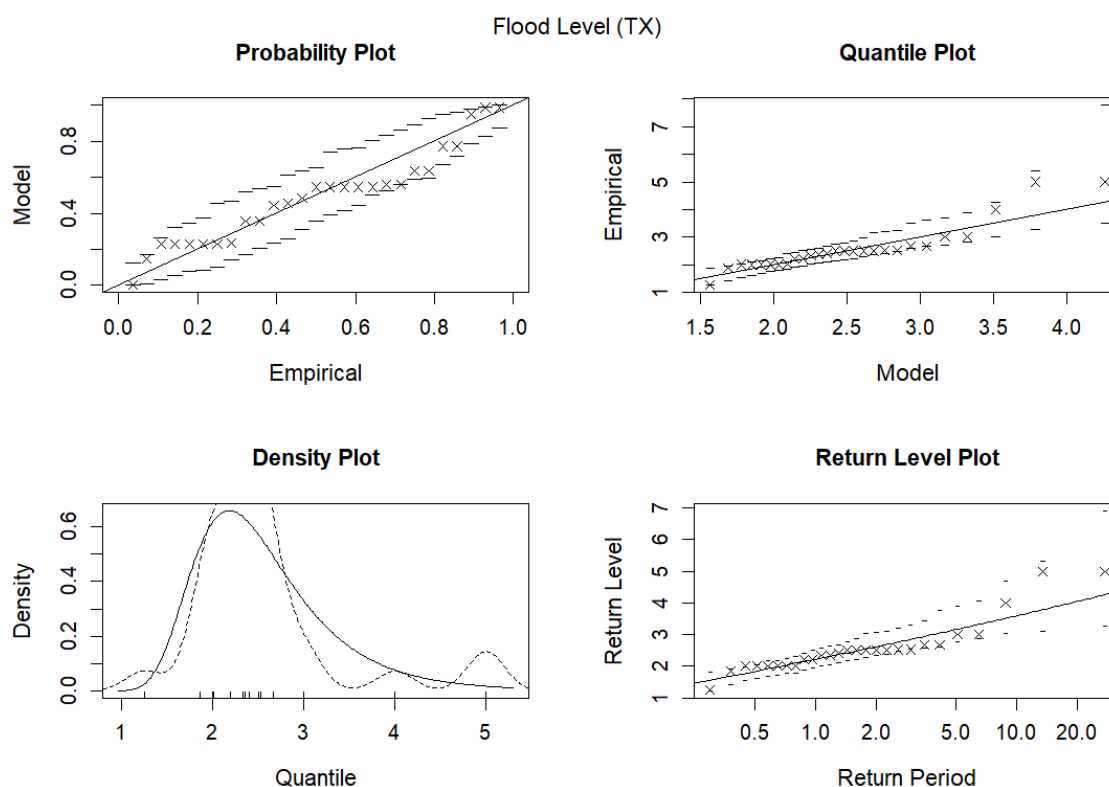 Flood Level (TX)
Probability Plot
Model
0.0 0.4 0.8
0.0 0.2 0.4 0.6 0.8 1.0
Empirical
Quantile Plot
Empirical
1 3 5 7
1.5 2.0 2.5 3.0 3.5 4.0
Model
Density Plot
Density
0.0 0.2 0.4 0.6
1 2 3 4 5
Quantile
Return Level Plot
Return Level
1 2 3 4 5 6 7
0.5 1.0 2.0 5.0 10.0 20.0
Return Period